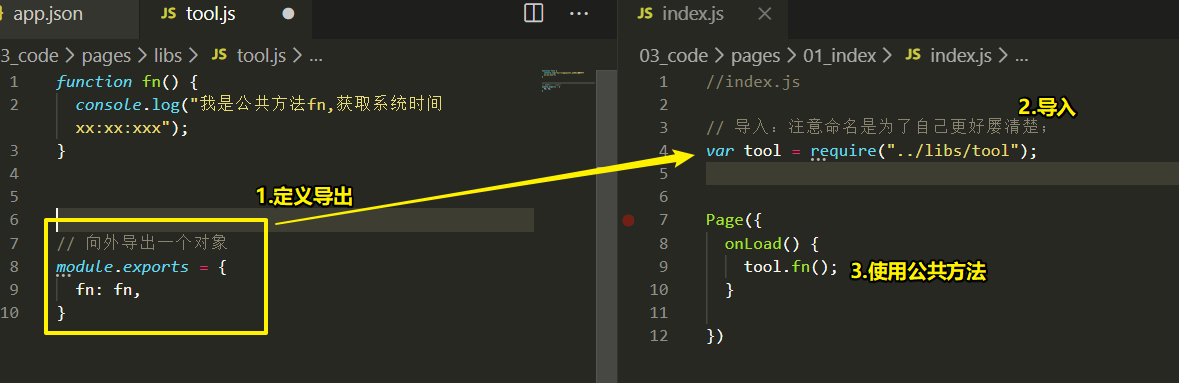 app.json
JS tool.js
3_code > pages > libs > JS tool.js > ...
1 function fn() {
2 console.log("我是公共方法fn,获取系统时间
xx:xx:xxx");
3 }
4
5
6
7 // 向外导出一个对象
8 module.exports = {
9 fn: fn,
10 }
1.定义导出
JS index.js
03_code > pages > 01_index > JS index.js > ...
1 //index.js
2
2.导入
3 // 导入：注意命名是为了自己更好屡清楚；
4 var tool = require("../libs/tool");
5
6
7 Page({
8 onLoad() {
9 tool.fn();
3.使用公共方法
10 }
11
12 })